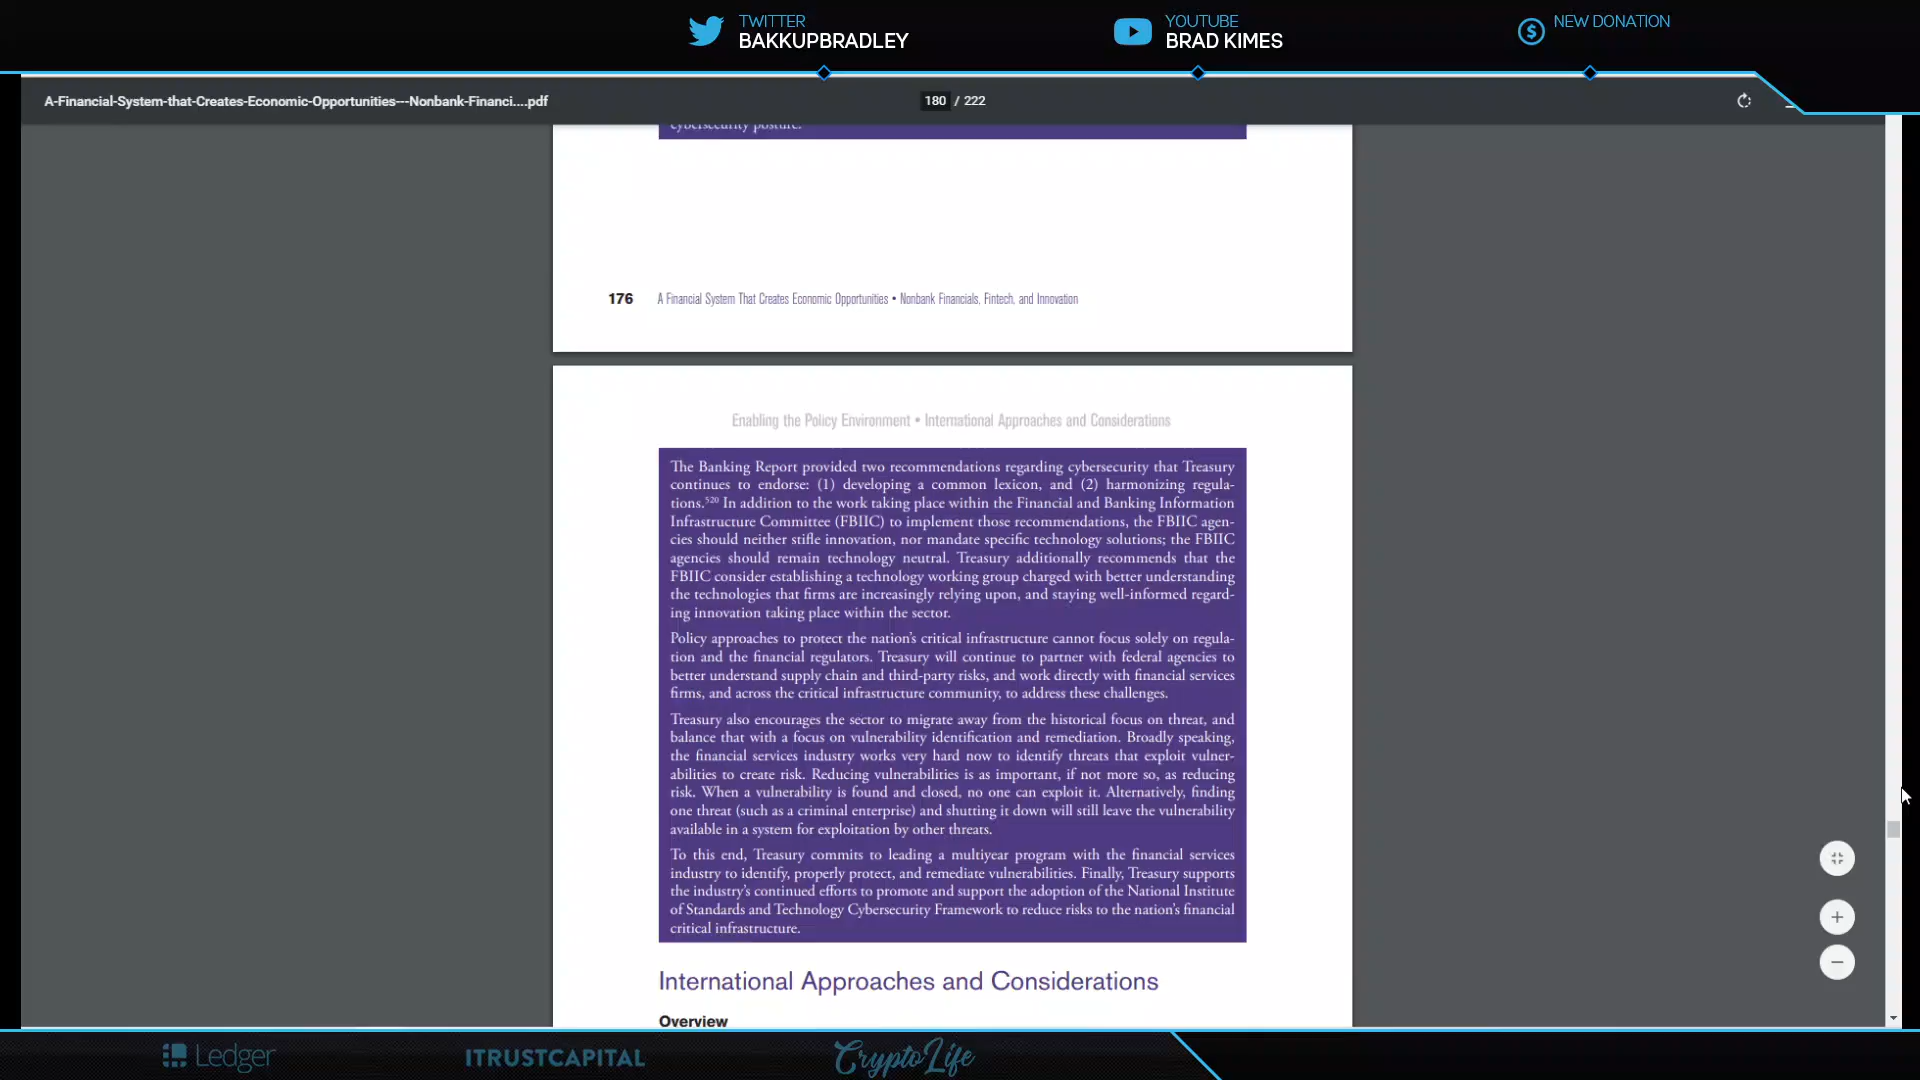 TWITTER
BAKKUPBRADLEY
YOUTUBE
BRAD KIMES
NEW DONATION
A-Financial-System-that-Creates-Economic-Opportunities---Nonbank-Financi....pdf
180 / 222
cybersecurity posture.
176 A Financial System That Creates Economic Opportunities • Nonbank Financials, Fintech, and Innovation
Enabling the Policy Environment • International Approaches and Considerations
The Banking Report provided two recommendations regarding cybersecurity that Treasury
continues to endorse: (1) developing a common lexicon, and (2) harmonizing regula-
tions.520 In addition to the work taking place within the Financial and Banking Information
Infrastructure Committee (FBIIC) to implement those recommendations, the FBIIC agen-
cies should neither stifle innovation, nor mandate specific technology solutions; the FBIIC
agencies should remain technology neutral. Treasury additionally recommends that the
FBIIC consider establishing a technology working group charged with better understanding
the technologies that firms are increasingly relying upon, and staying well-informed regard-
ing innovation taking place within the sector.
Policy approaches to protect the nation's critical infrastructure cannot focus solely on regula-
tion and the financial regulators. Treasury will continue to partner with federal agencies to
better understand supply chain and third-party risks, and work directly with financial services
firms, and across the critical infrastructure community, to address these challenges.
Treasury also encourages the sector to migrate away from the historical focus on threat, and
balance that with a focus on vulnerability identification and remediation. Broadly speaking,
the financial services industry works very hard now to identify threats that exploit vulner-
abilities to create risk. Reducing vulnerabilities is as important, if not more so, as reducing
risk. When a vulnerability is found and closed, no one can exploit it. Alternatively, finding
one threat (such as a criminal enterprise) and shutting it down will still leave the vulnerability
available in a system for exploitation by other threats.
To this end, Treasury commits to leading a multiyear program with the financial services
industry to identify, properly protect, and remediate vulnerabilities. Finally, Treasury supports
the industry's continued efforts to promote and support the adoption of the National Institute
of Standards and Technology Cybersecurity Framework to reduce risks to the nation's financial
critical infrastructure.
International Approaches and Considerations
Overview
Ledger
ITRUSTCAPITAL
CryptoLife